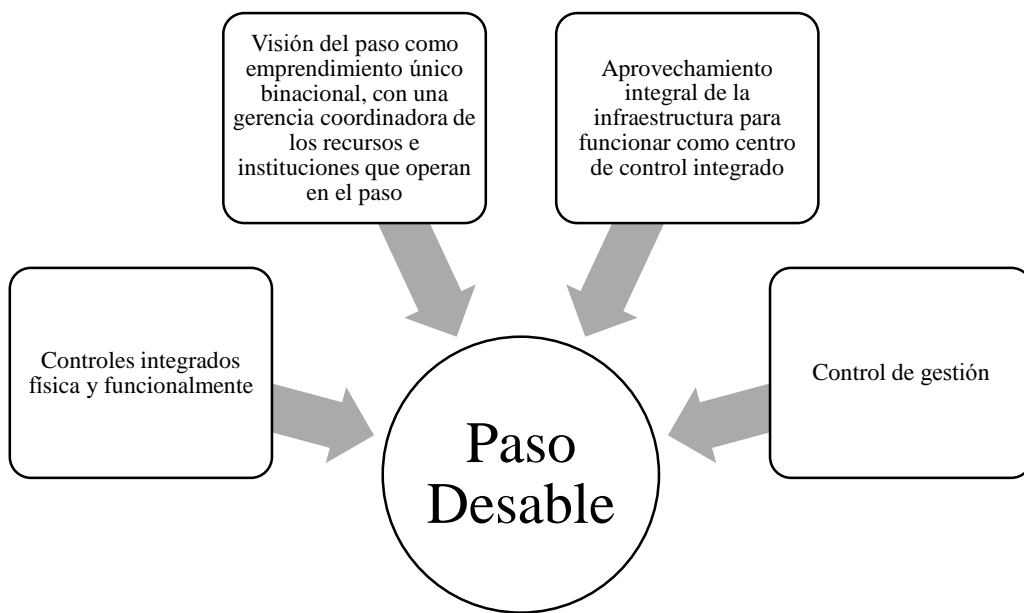 Visión del paso como
emprendimiento único
binacional, con una
gerencia coordinadora de
los recursos e
instituciones que operan
en el paso
Aprovechamiento
integral de la
infraestructura para
funcionar como centro
de control integrado
Controles integrados
física y funcionalmente
Control de gestión
Paso
Desable